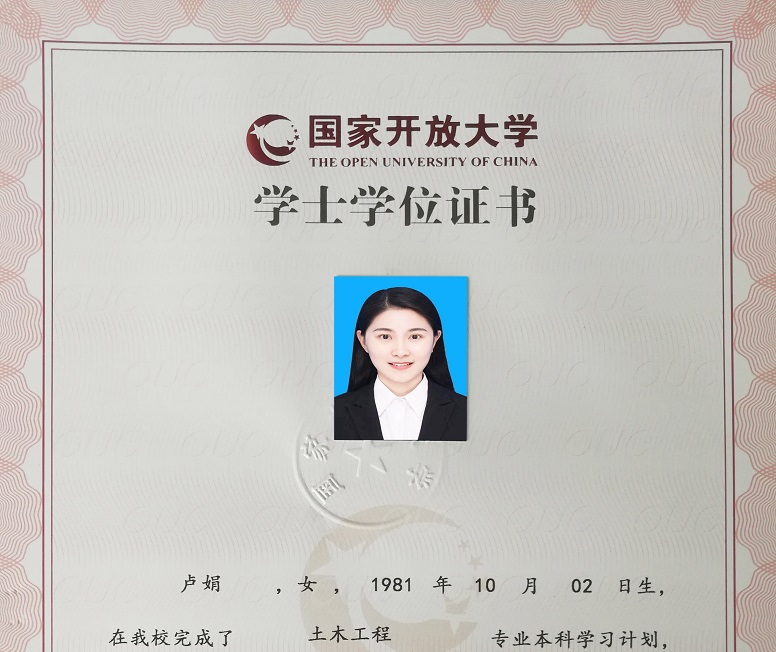 国家开放大学
THE OPEN UNIVERSITY OF CHINA
学士学位证书
卢娟 ，女， 1981 年 10 月 02 日生，
在我校完成了 土木工程 专业本科学习计划，